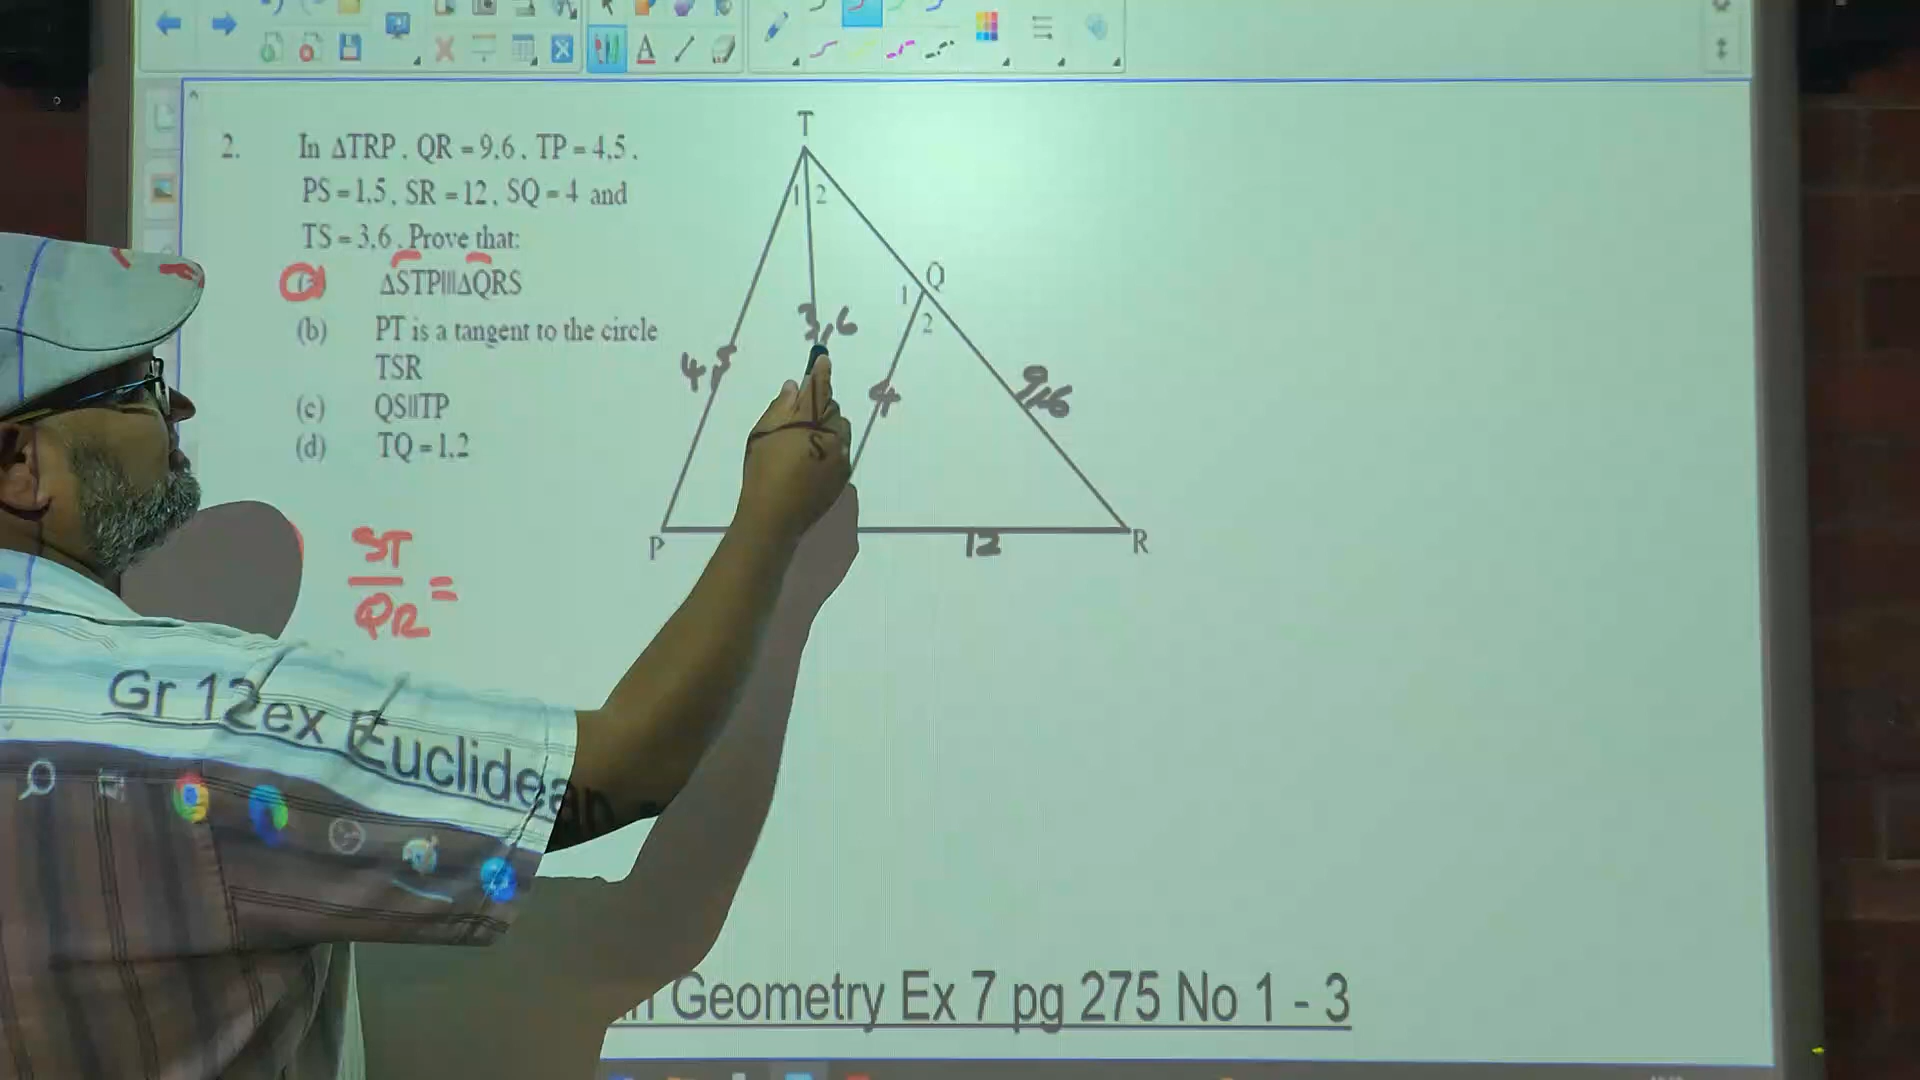 2. In ΔTRP, QR = 9,6, TP = 4,5,
PS = 1,5, SR = 12, SQ = 4 and
TS = 3,6. Prove that:
ΔSTP|||ΔQRS
(b) PT is a tangent to the circle
TSR
(c) QS||TP
(d) TQ = 1,2
T
1 2
Q
1
2
3,6
4,5
4
9,6
S
P
12
R
ST
QR =
Gr 12ex Euclidean
Geometry Ex 7 pg 275 No 1 - 3